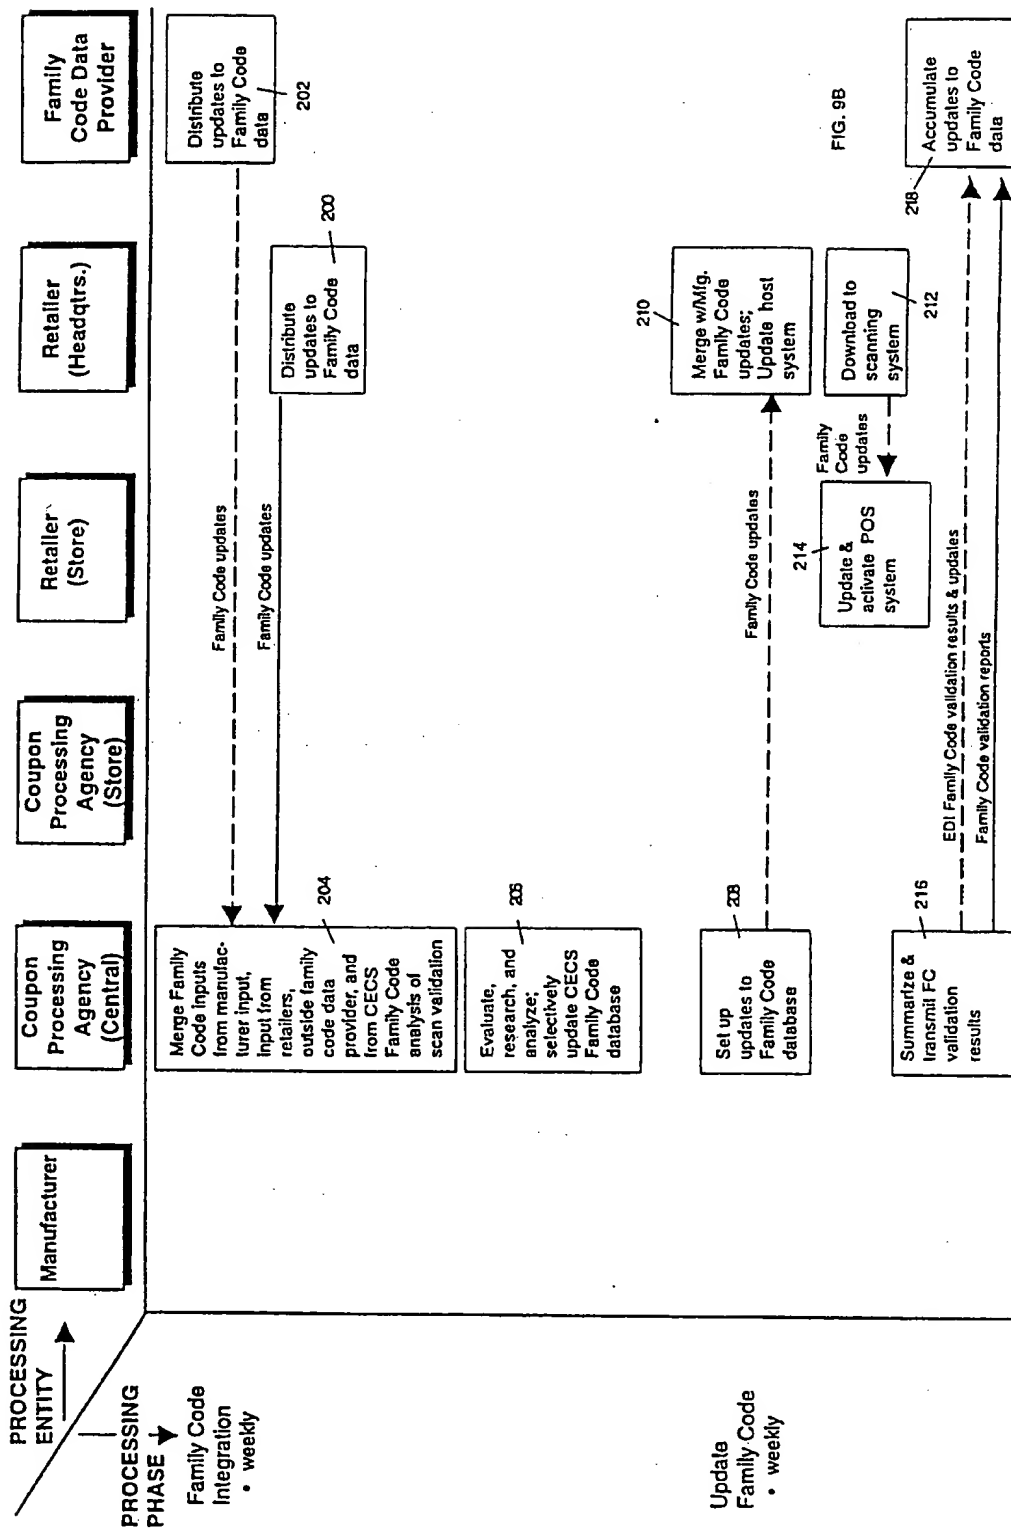 PROCESSING
ENTITY
PROCESSING
PHASE
Manufacturer
Coupon
Processing
Agency
(Central)
Coupon
Processing
Agency
(Store)
Retailer
(Store)
Retailer
(Headqtrs.)
Family
Code Data
Provider
Family Code
Integration
• weekly
Distribute
updates to
Family Code
data
202
Family Code updates
Distribute
updates to
Family Code
data
200
Family Code updates
Merge Family
Code inputs
from manufac-
turer input,
input from
retailers,
outside family
code data
provider, and
from CECS
Family Code
analysis of
scan validation
204
Evaluate,
research, and
analyze;
selectively
update CECS
Family Code
database
206
Update
Family Code
• weekly
Set up
updates to
Family Code
database
208
Family Code updates
210
Merge w/Mfg.
Family Code
updates;
Update host
system
Download to
scanning
system
212
Family
Code
updates
214
Update &
activate POS
system
FIG. 9B
Summarize &
transmit FC
validation
results
216
EDI Family Code validation results & updates
Family Code validation reports
218
Accumulate
updates to
Family Code
data